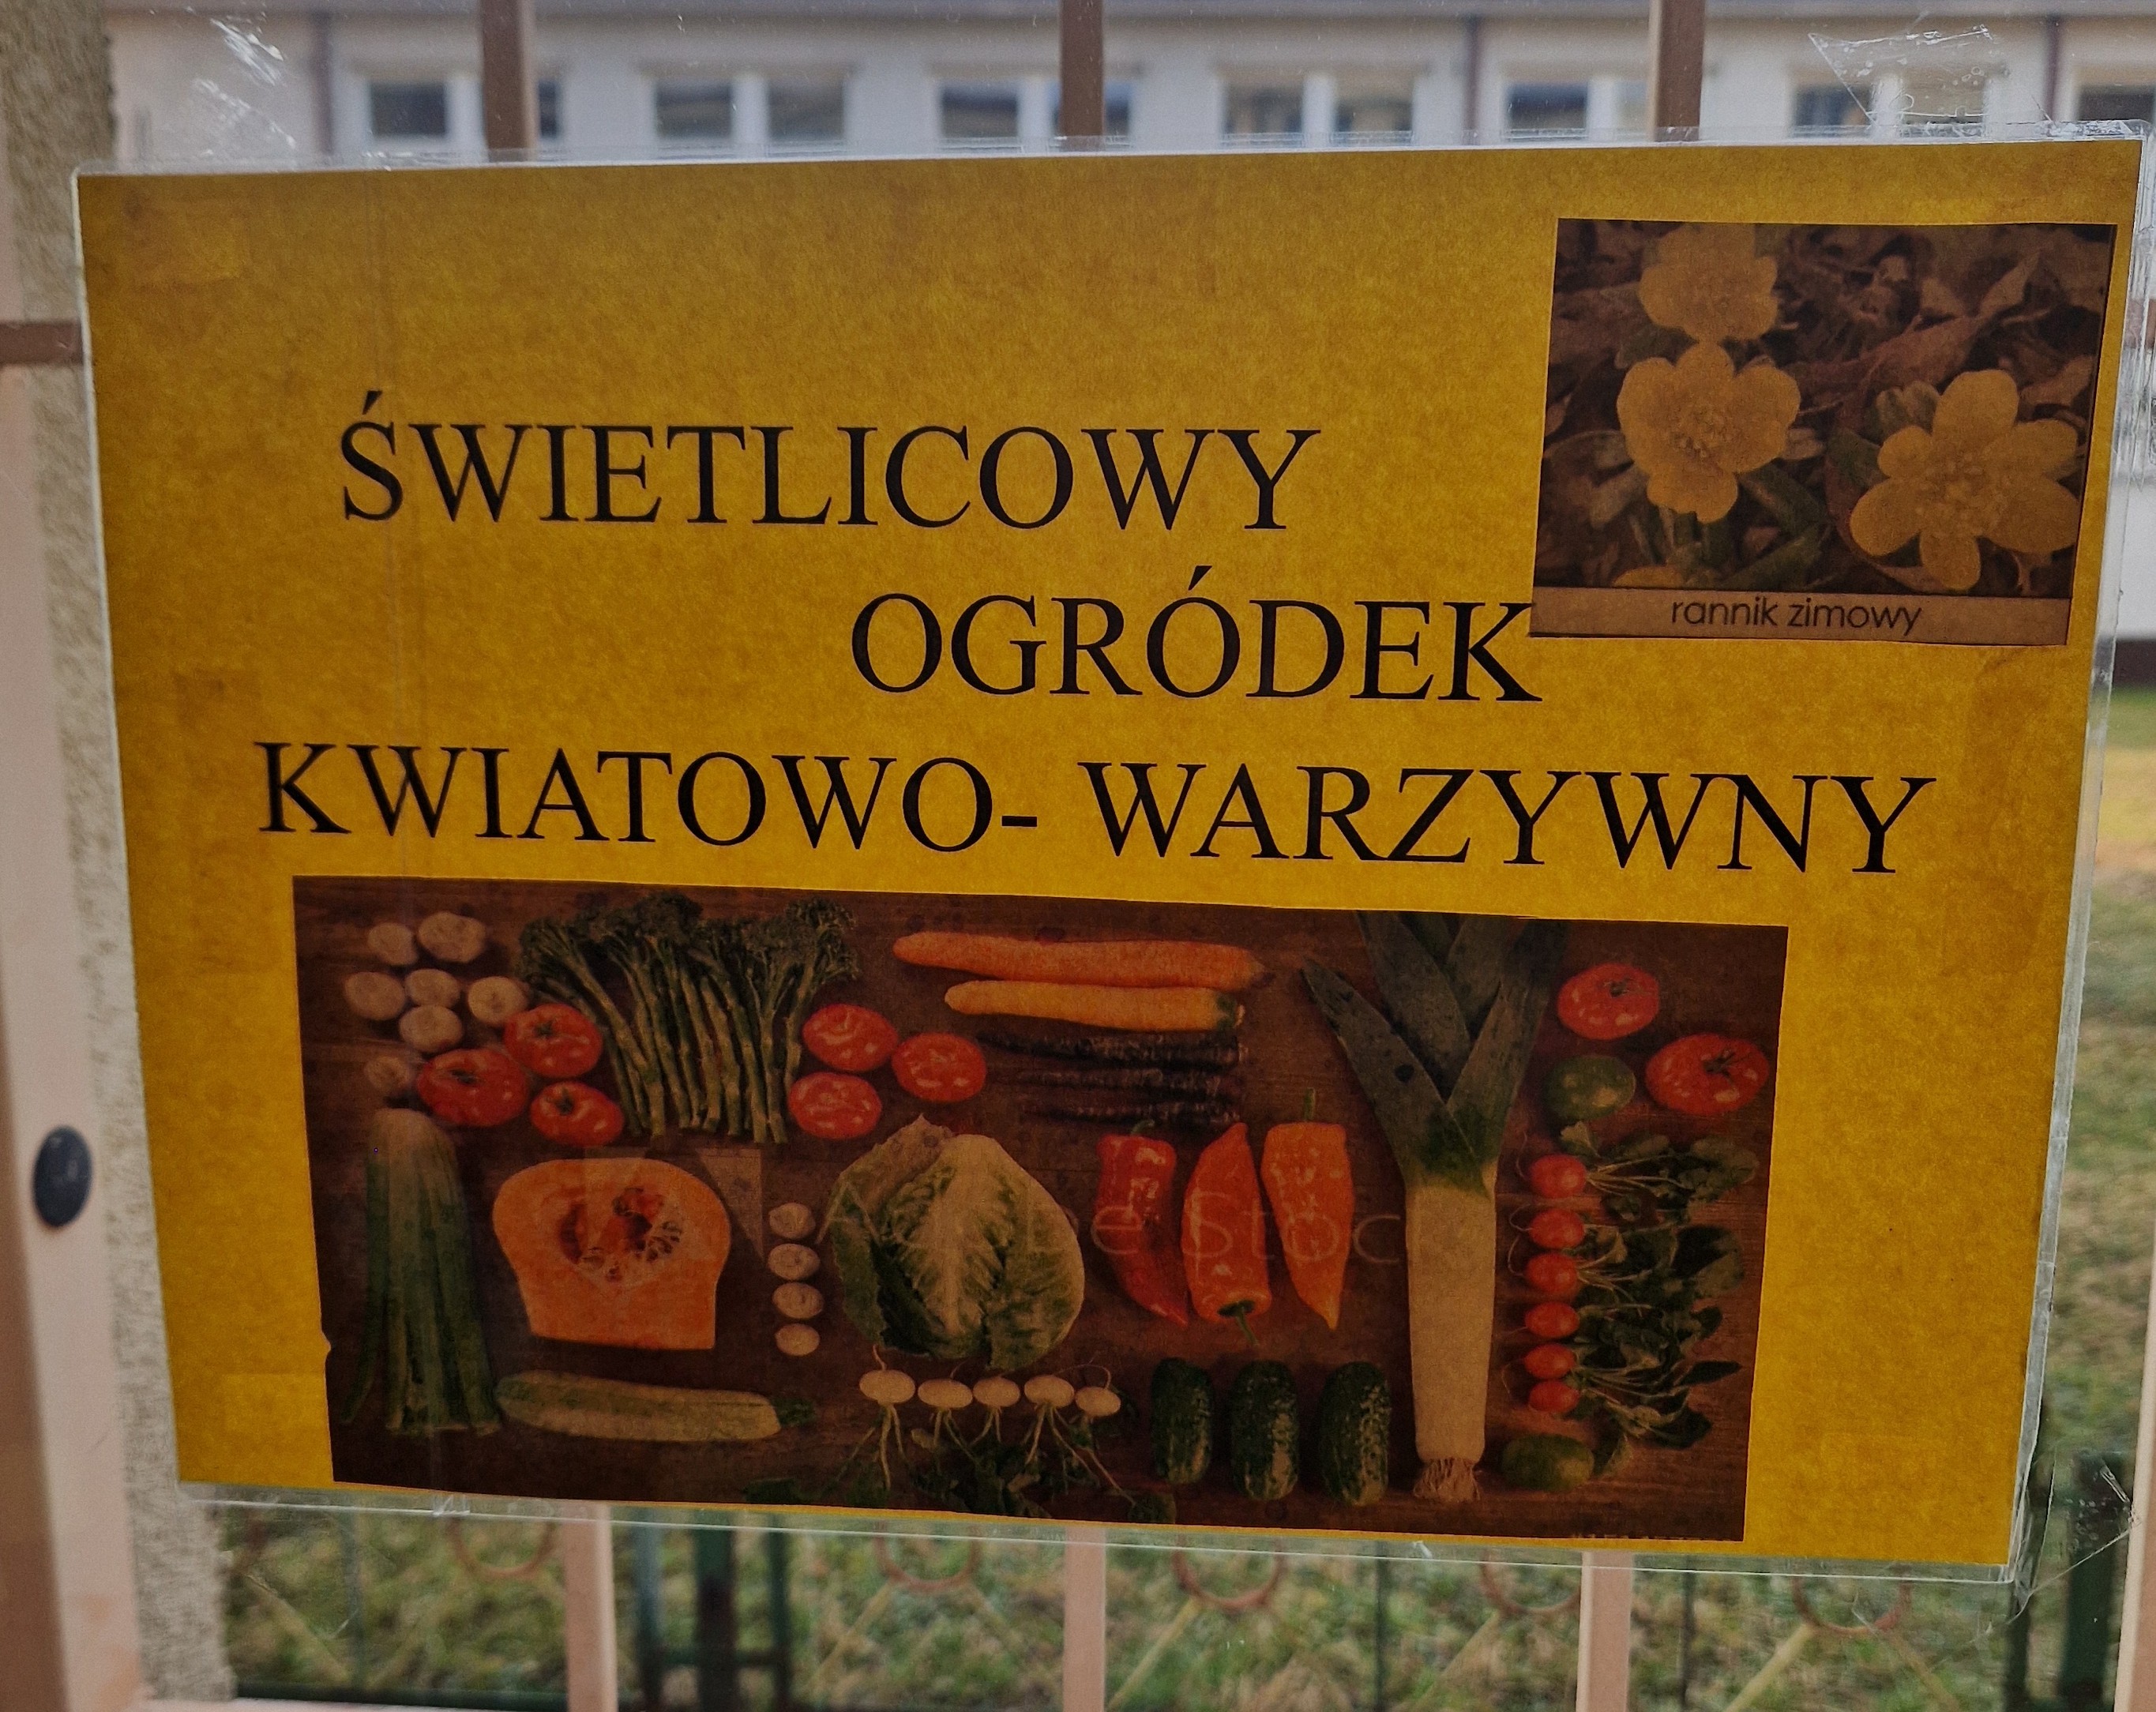 ŚWIETLICOWY
OGRÓDEK
rannik zimowy
KWIATOWO- WARZYWNY